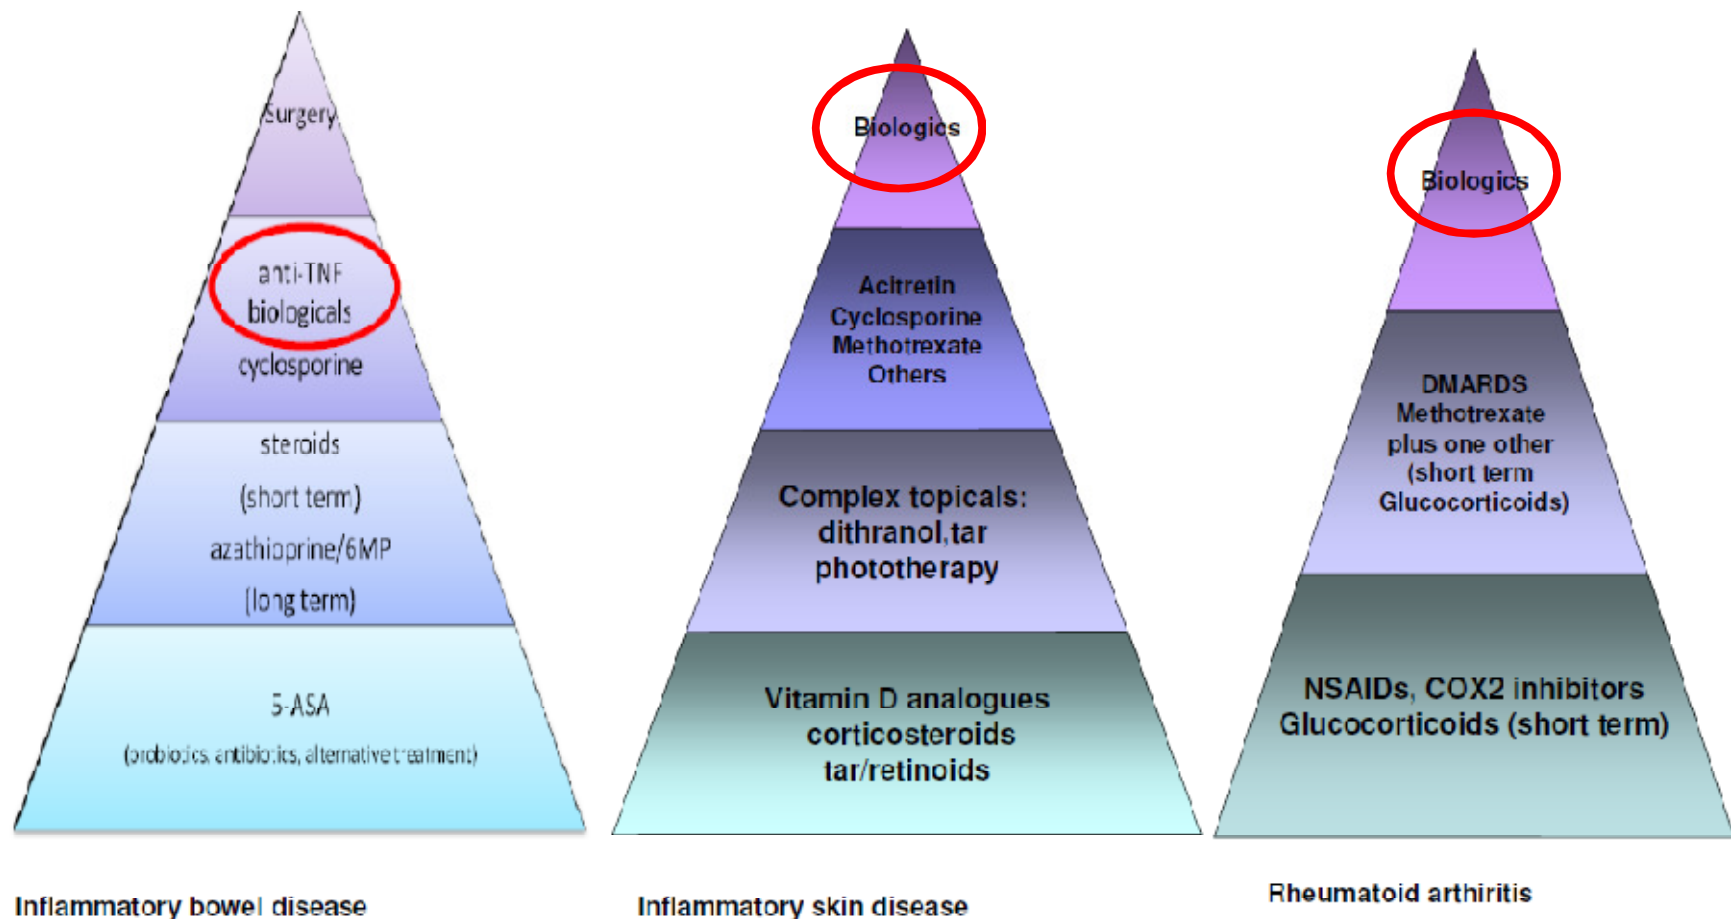 Surgery
anti-TNF
biologicals
cyclosporine
steroids
(short term)
azathioprine/6MP
(long term)
5-ASA
(probiotics, antibiotics, alternative treatment)
Inflammatory bowel disease
Biologics
Acitretin
Cyclosporine
Methotrexate
Others
Complex topicals:
dithranol,tar
phototherapy
Vitamin D analogues
corticosteroids
tar/retinoids
Inflammatory skin disease
Biologics
DMARDS
Methotrexate
plus one other
(short term
Glucocorticoids)
NSAIDs, COX2 inhibitors
Glucocorticoids (short term)
Rheumatoid arthiritis